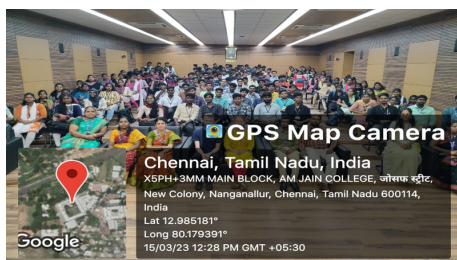 GPS Map Camera
Chennai, Tamil Nadu, India
X5PH+3MM MAIN BLOCK, AM JAIN COLLEGE, जोसफ स्ट्रीट,
New Colony, Nanganallur, Chennai, Tamil Nadu 600114,
India
Lat 12.985181°
Long 80.179391°
15/03/23 12:28 PM GMT +05:30
Google